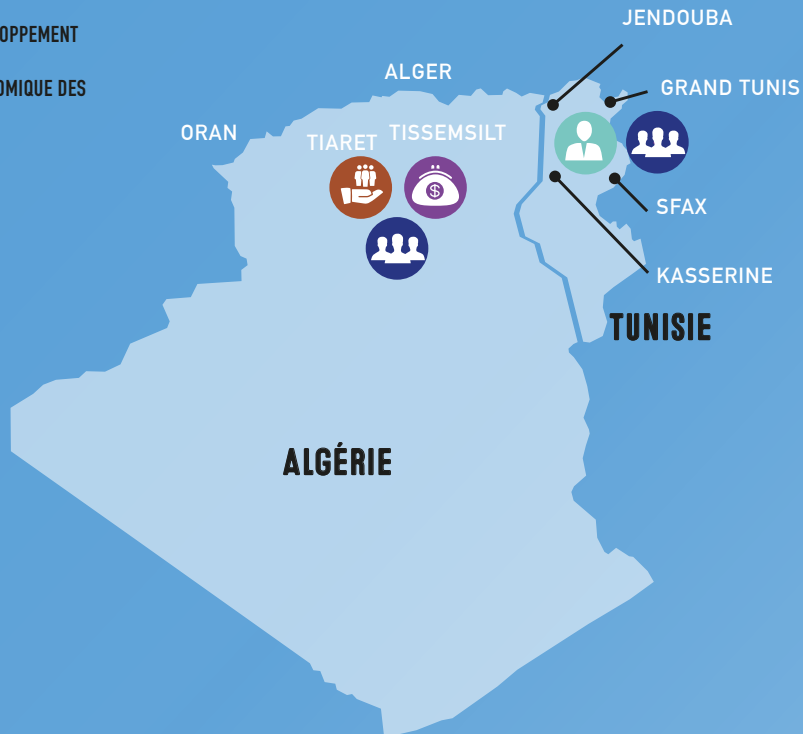 OPPEMENT
OMIQUE DES
JENDOUBA
ALGER
GRAND TUNIS
ORAN
TIARET
TISSEMSILT
$
SFAX
KASSERINE
TUNISIE
ALGÉRIE